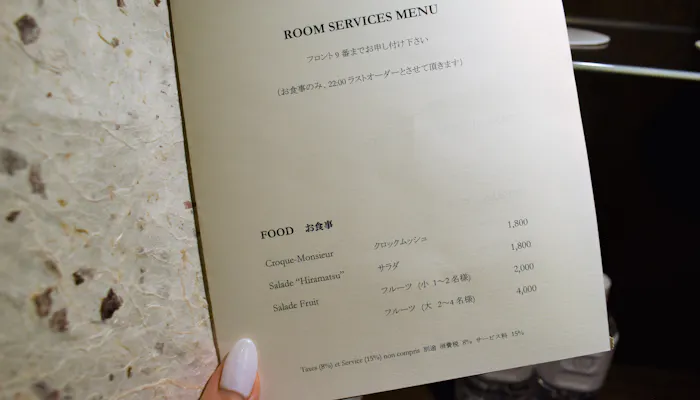 ROOM SERVICES MENU
フロント9番までお申し付け下さい
(お食事のみ、22:00 ラストオーダーとさせて頂きます)
FOOD お食事
Croque-Monsieur クロックムッシュ 1,800
Salade "Hiramatsu" サラダ 1,800
Salade Fruit フルーツ (小 1～2名様) 2,000
フルーツ (大 2～4名様) 4,000
Taxes (8%) et Service (15%) non compris 別途 消費税 8% サービス料 15%